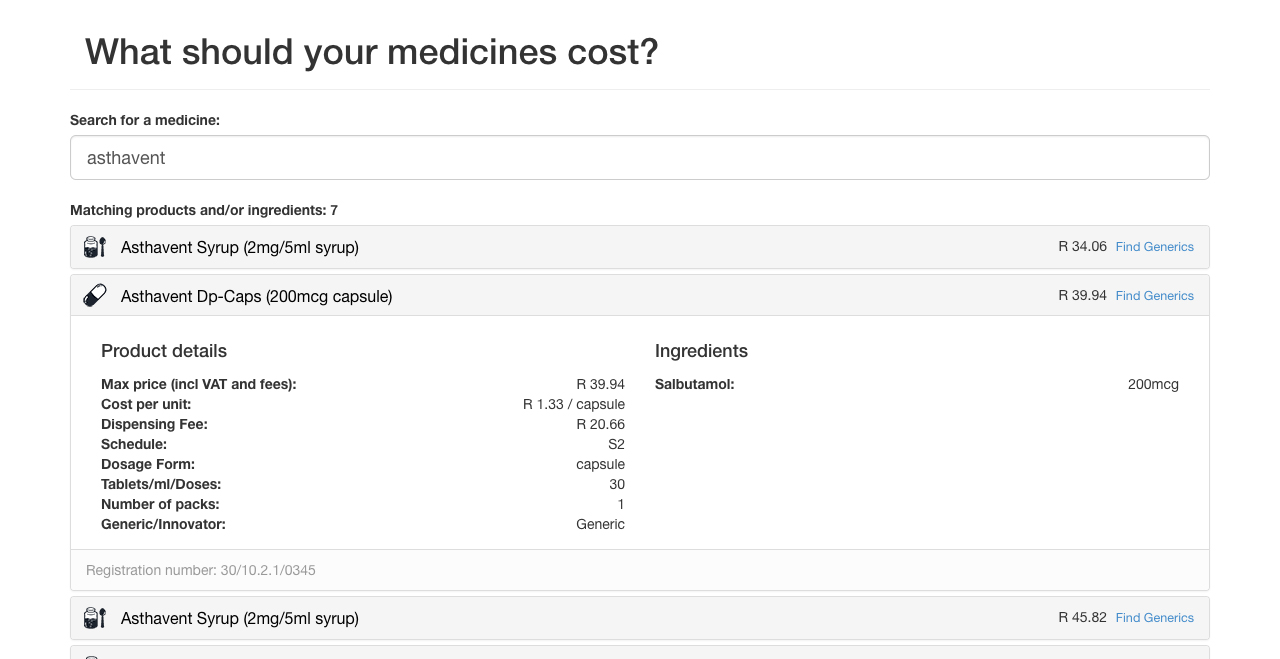 What should your medicines cost?
Search for a medicine:
asthavent
Matching products and/or ingredients: 7
Asthavent Syrup (2mg/5ml syrup) R 34.06 Find Generics
Asthavent Dp-Caps (200mcg capsule) R 39.94 Find Generics
Product details
Max price (incl VAT and fees): R 39.94
Cost per unit: R 1.33 / capsule
Dispensing Fee: R 20.66
Schedule: S2
Dosage Form: capsule
Tablets/ml/Doses: 30
Number of packs: 1
Generic/Innovator: Generic
Ingredients
Salbutamol: 200mcg
Registration number: 30/10.2.1/0345
Asthavent Syrup (2mg/5ml syrup) R 45.82 Find Generics